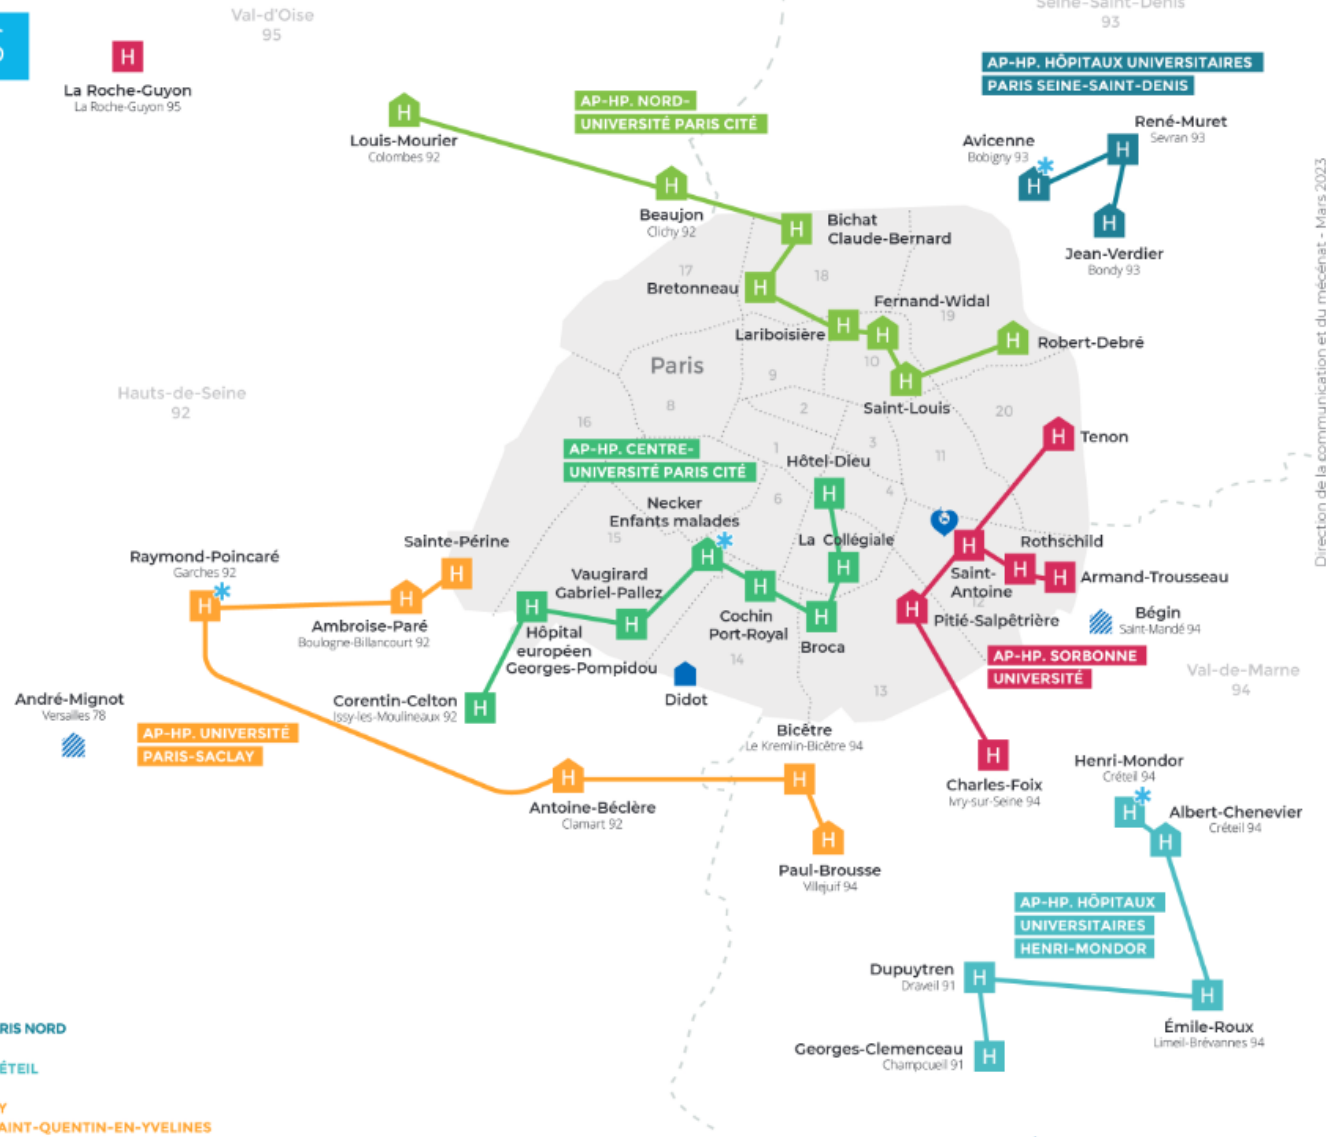 Val-d'Oise
95
Seine-Saint-Denis
93
H
La Roche-Guyon
La Roche-Guyon 95
AP-HP. HÔPITAUX UNIVERSITAIRES
PARIS SEINE-SAINT-DENIS
AP-HP. NORD-
UNIVERSITÉ PARIS CITÉ
H
Louis-Mourier
Colombes 92
H
Beaujon
Clichy 92
H
Bichat
Claude-Bernard
Avicenne
Bobigny 93
H
René-Muret
Sevran 93
H
H
Jean-Verdier
Bondy 93
17
18
Bretonneau
H
Fernand-Widal
19
Lariboisière
H
H
Robert-Debré
H
10
Paris
9
H
Saint-Louis
8
2
20
Hauts-de-Seine
92
16
H
Tenon
3
11
1
AP-HP. CENTRE-
UNIVERSITÉ PARIS CITÉ
Hôtel-Dieu
H
4
6
Necker
Enfants malades
H
15
La Collégiale
H
Sainte-Périne
H
Raymond-Poincaré
Garches 92
H
H
Ambroise-Paré
Boulogne-Billancourt 92
Vaugirard
Gabriel-Pallez
H
H
Hôpital
européen
Georges-Pompidou
H
Cochin
Port-Royal
H
Broca
14
13
H
Saint-
Antoine
Rothschild
H
H
Armand-Trousseau
12
H
Pitié-Salpêtrière
Bégin
Saint-Mandé 94
AP-HP. SORBONNE
UNIVERSITÉ
Val-de-Marne
94
Didot
Corentin-Celton
Issy-les-Moulineaux 92
H
André-Mignot
Versailles 78
AP-HP. UNIVERSITÉ
PARIS-SACLAY
Bicêtre
Le Kremlin-Bicêtre 94
H
H
Antoine-Béclère
Clamart 92
H
Paul-Brousse
Villejuif 94
H
Charles-Foix
Ivry-sur-Seine 94
Henri-Mondor
Créteil 94
H
Albert-Chenevier
Créteil 94
H
AP-HP. HÔPITAUX
UNIVERSITAIRES
HENRI-MONDOR
Dupuytren
Draveil 91
H
H
Émile-Roux
Limeil-Brévannes 94
Georges-Clemenceau
Champcueil 91
H
RIS NORD
ÉTEIL
Y
AINT-QUENTIN-EN-YVELINES
Direction de la communication et du mécénat - Mars 2023